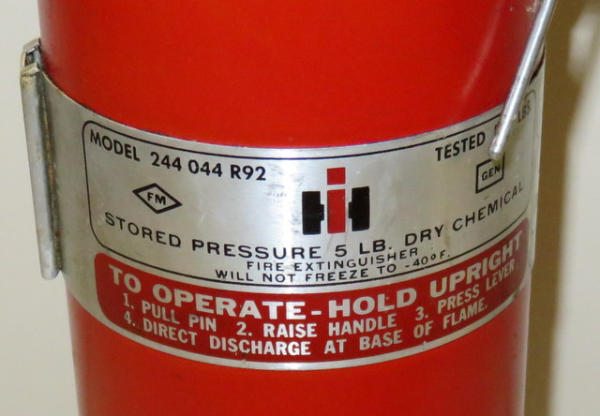 MODEL 244 044 R92
TESTED LBS
FM
GEN
STORED PRESSURE 5 LB. DRY CHEMICAL
FIRE EXTINGUISHER
WILL NOT FREEZE TO -40°F.
TO OPERATE-HOLD UPRIGHT
1. PULL PIN 2. RAISE HANDLE 3. PRESS LEVER
4. DIRECT DISCHARGE AT BASE OF FLAME.